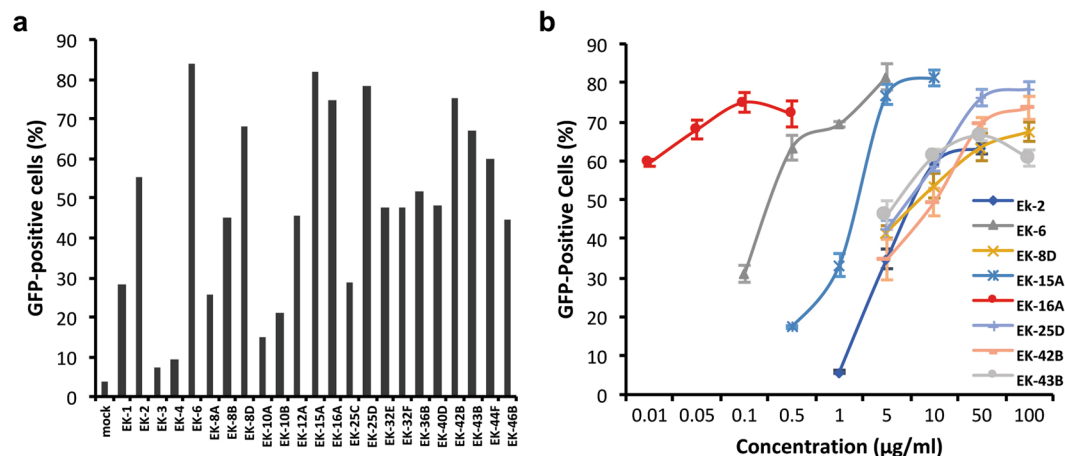 a
GFP-positive cells (%)
90
80
70
60
50
40
30
20
10
0
mock
EK-1
EK-2
EK-3
EK-4
EK-6
EK-8A
EK-8B
EK-8D
EK-10A
EK-10B
EK-12A
EK-15A
EK-16A
EK-25C
EK-25D
EK-32E
EK-32F
EK-36B
EK-40D
EK-42B
EK-43B
EK-44F
EK-46B
b
GFP-Positive Cells (%)
90
80
70
60
50
40
30
20
10
0
0.01 0.05 0.1 0.5 1 5 10 50 100
Concentration (µg/ml)
Ek-2
EK-6
EK-8D
EK-15A
EK-16A
EK-25D
EK-42B
EK-43B